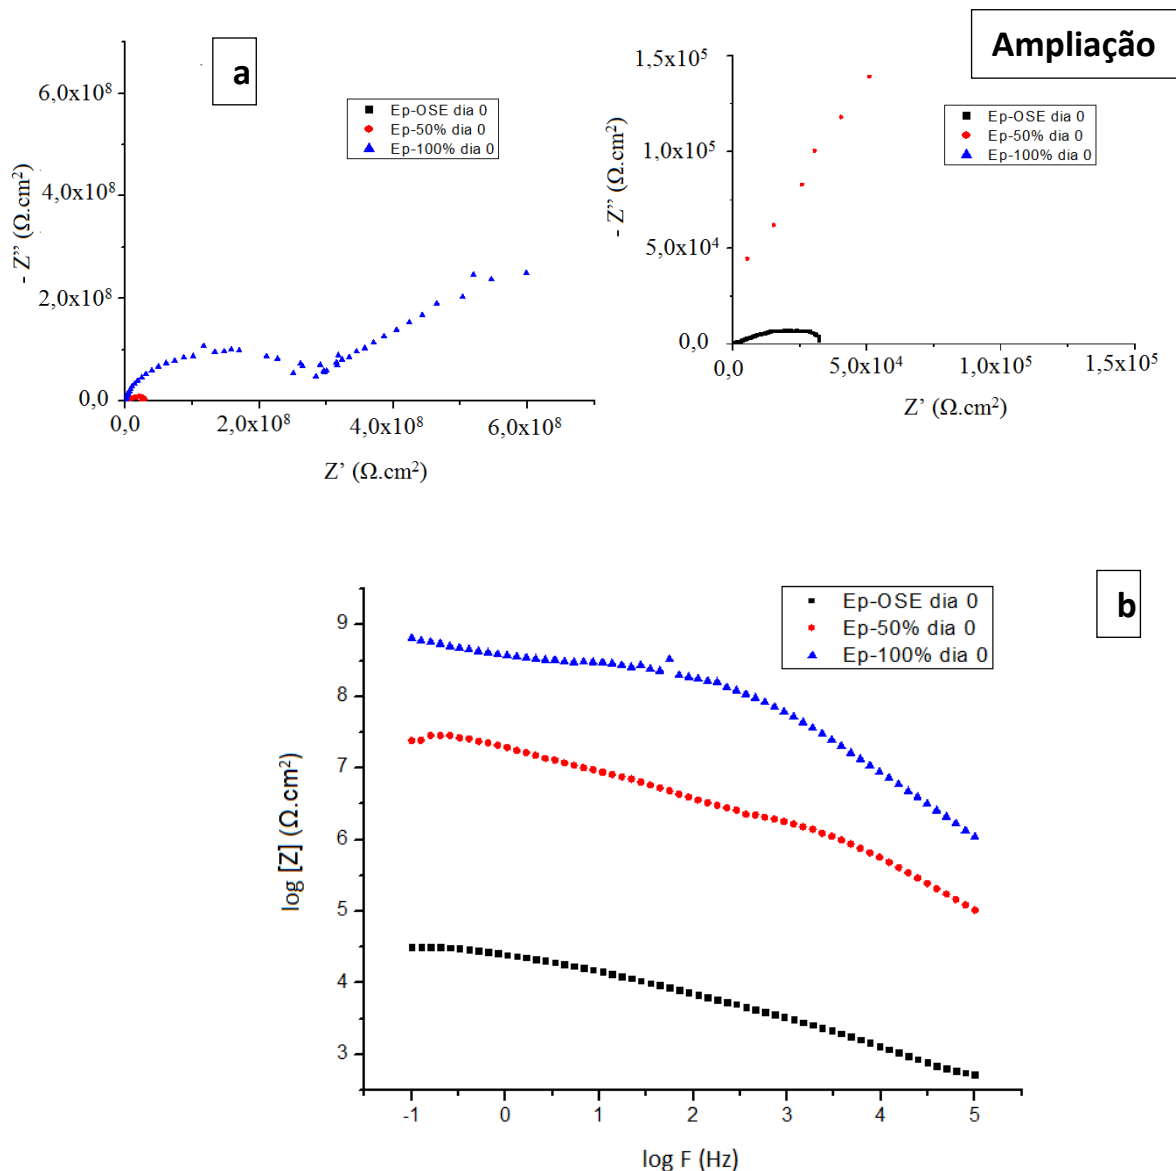 a
6,0x10⁸
4,0x10⁸
2,0x10⁸
0,0
- Z’’ (Ω.cm²)
Ep-OSE dia 0
Ep-50% dia 0
Ep-100% dia 0
0,0 2,0x10⁸ 4,0x10⁸ 6,0x10⁸
Z’ (Ω.cm²)
Ampliação
1,5x10⁵
1,0x10⁵
5,0x10⁴
0,0
- Z’’ (Ω.cm²)
Ep-OSE dia 0
Ep-50% dia 0
Ep-100% dia 0
0,0 5,0x10⁴ 1,0x10⁵ 1,5x10⁵
Z’ (Ω.cm²)
b
Ep-OSE dia 0
Ep-50% dia 0
Ep-100% dia 0
9
8
7
6
5
4
3
log [Z] (Ω.cm²)
-1 0 1 2 3 4 5
log F (Hz)